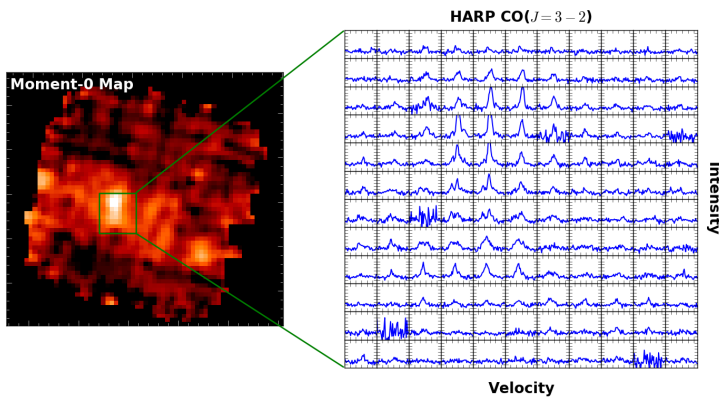 HARP CO(J = 3 − 2)
Moment-0 Map
Intensity
Velocity